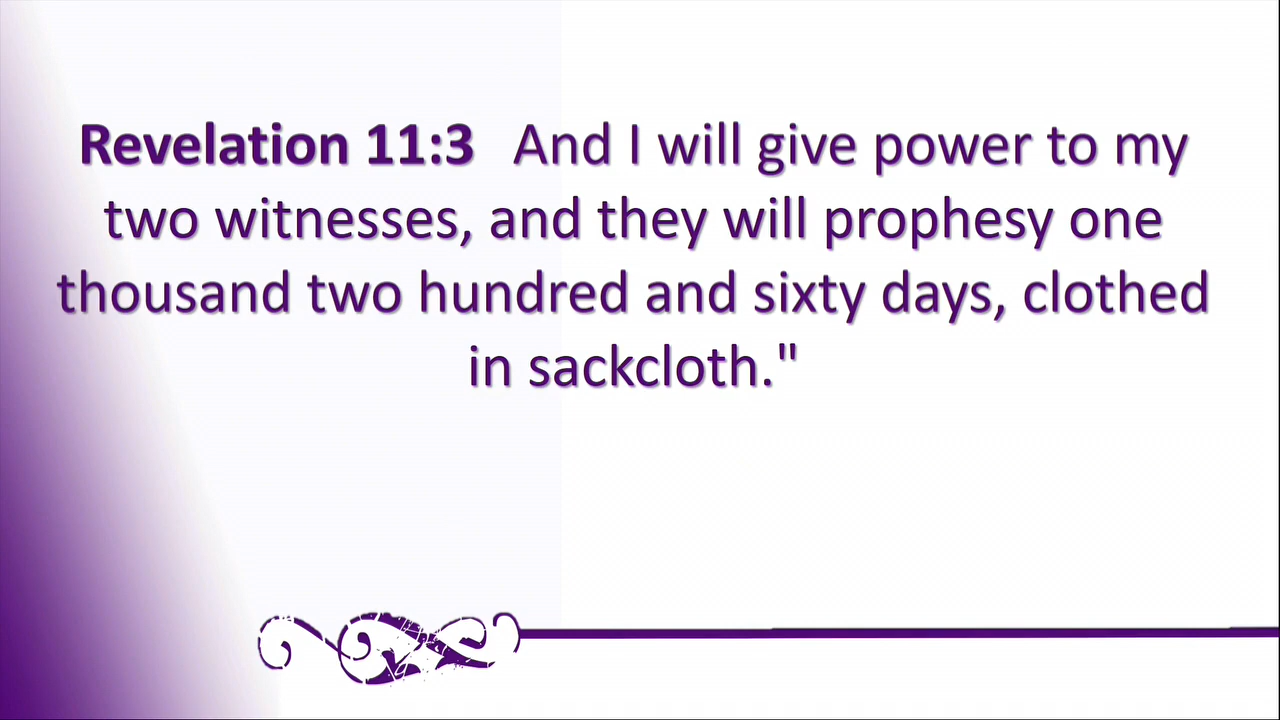 Revelation 11:3 And I will give power to my
two witnesses, and they will prophesy one
thousand two hundred and sixty days, clothed
in sackcloth."